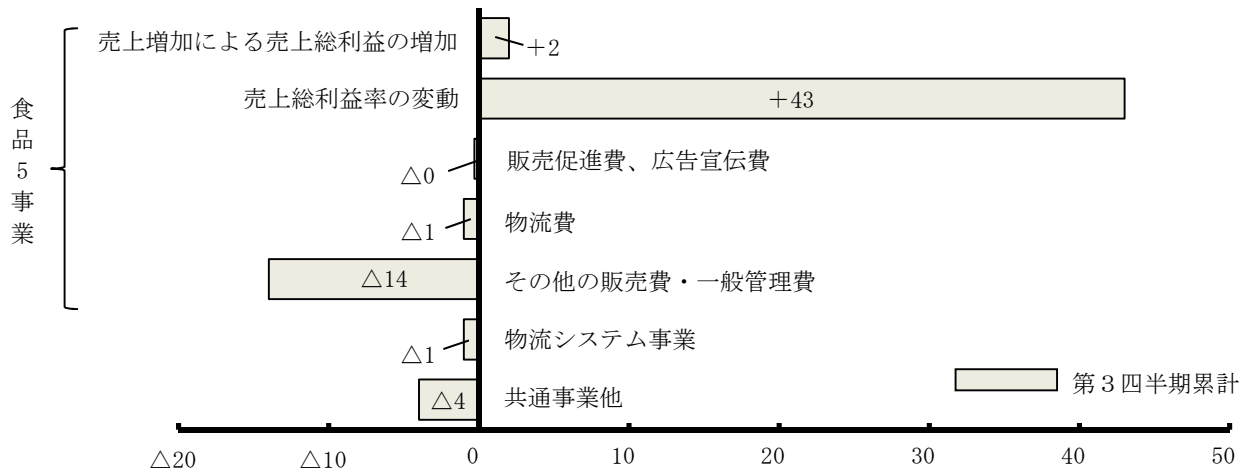 食品5事業
売上増加による売上総利益の増加
+2
売上総利益率の変動
+43
△0
販売促進費、広告宣伝費
△1
物流費
△14
その他の販売費・一般管理費
△1
物流システム事業
△4
共通事業他
第3四半期累計
△20 △10 0 10 20 30 40 50